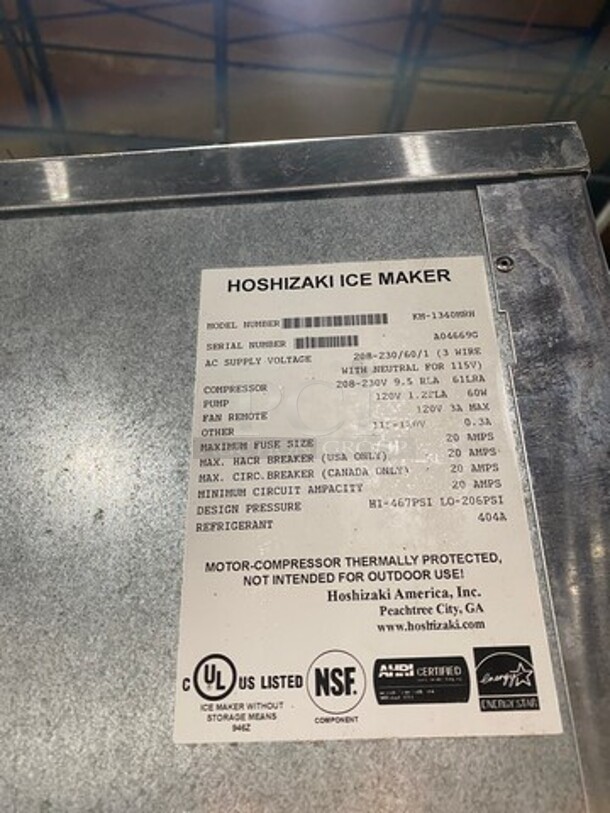 HOSHIZAKI ICE MAKER
MODEL NUMBER KM-1340MRH
SERIAL NUMBER A04669G
AC SUPPLY VOLTAGE 208-230/60/1 (3 WIRE
WITH NEUTRAL FOR 115V)
COMPRESSOR 208-230V 9.5 RLA 61LRA
PUMP 120V 60W
FAN REMOTE 120V 3A MAX
OTHER 0.3A
MAXIMUM FUSE SIZE 20 AMPS
MAX. HACR BREAKER (USA ONLY) 20 AMPS
MAX. CIRC.BREAKER (CANADA ONLY) 20 AMPS
MINIMUM CIRCUIT AMPACITY 20 AMPS
DESIGN PRESSURE HI-467PSI LO-206PSI
REFRIGERANT 404A
MOTOR-COMPRESSOR THERMALLY PROTECTED,
NOT INTENDED FOR OUTDOOR USE!
Hoshizaki America, Inc.
Peachtree City, GA
www.hoshizaki.com
C UL US LISTED
ICE MAKER WITHOUT
STORAGE MEANS
946Z
NSF.
COMPONENT
AHRI CERTIFIED
energy
ENERGY STAR